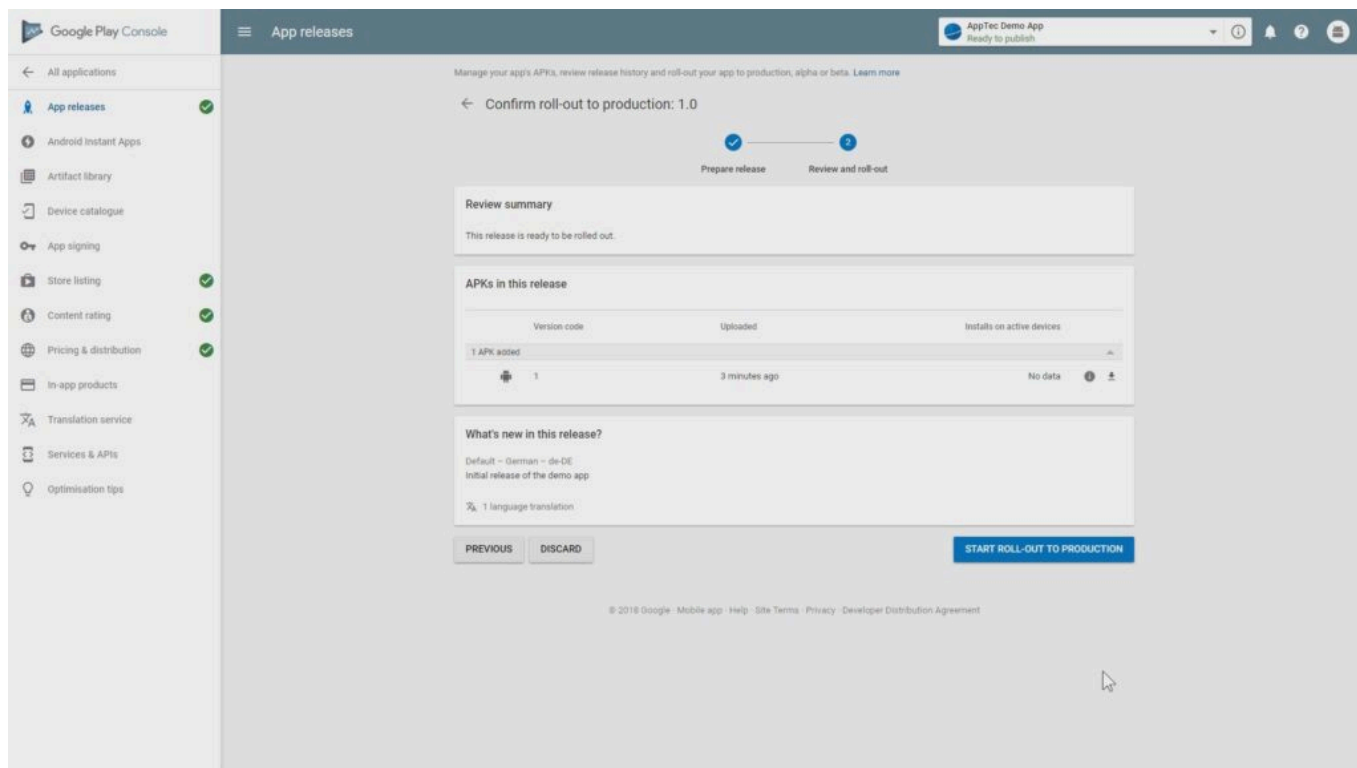 Google Play Console
App releases
AppTec Demo App
Ready to publish
All applications
App releases
Android Instant Apps
Artifact library
Device catalogue
App signing
Store listing
Content rating
Pricing & distribution
In-app products
Translation service
Services & APIs
Optimisation tips
Manage your app's APKs, review release history and roll-out your app to production, alpha or beta. Learn more
Confirm roll-out to production: 1.0
2
Prepare release Review and roll-out
Review summary
This release is ready to be rolled out.
APKs in this release
Version code Uploaded Installs on active devices
1 APK added
1 3 minutes ago No data
What's new in this release?
Default – German – de-DE
Initial release of the demo app
1 language translation
PREVIOUS DISCARD START ROLL-OUT TO PRODUCTION
© 2018 Google · Mobile app · Help · Site Terms · Privacy · Developer Distribution Agreement